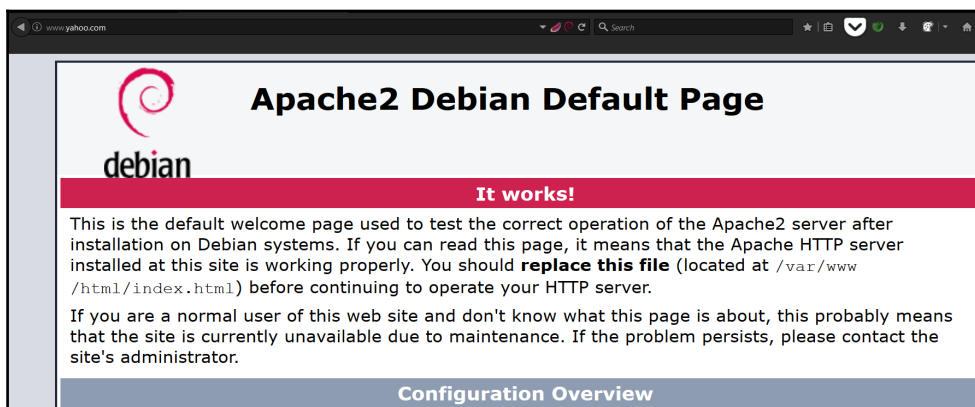 www.yahoo.com
Search
Apache2 Debian Default Page
debian
It works!
This is the default welcome page used to test the correct operation of the Apache2 server after
installation on Debian systems. If you can read this page, it means that the Apache HTTP server
installed at this site is working properly. You should replace this file (located at /var/www
/html/index.html) before continuing to operate your HTTP server.
If you are a normal user of this web site and don't know what this page is about, this probably means
that the site is currently unavailable due to maintenance. If the problem persists, please contact the
site's administrator.
Configuration Overview